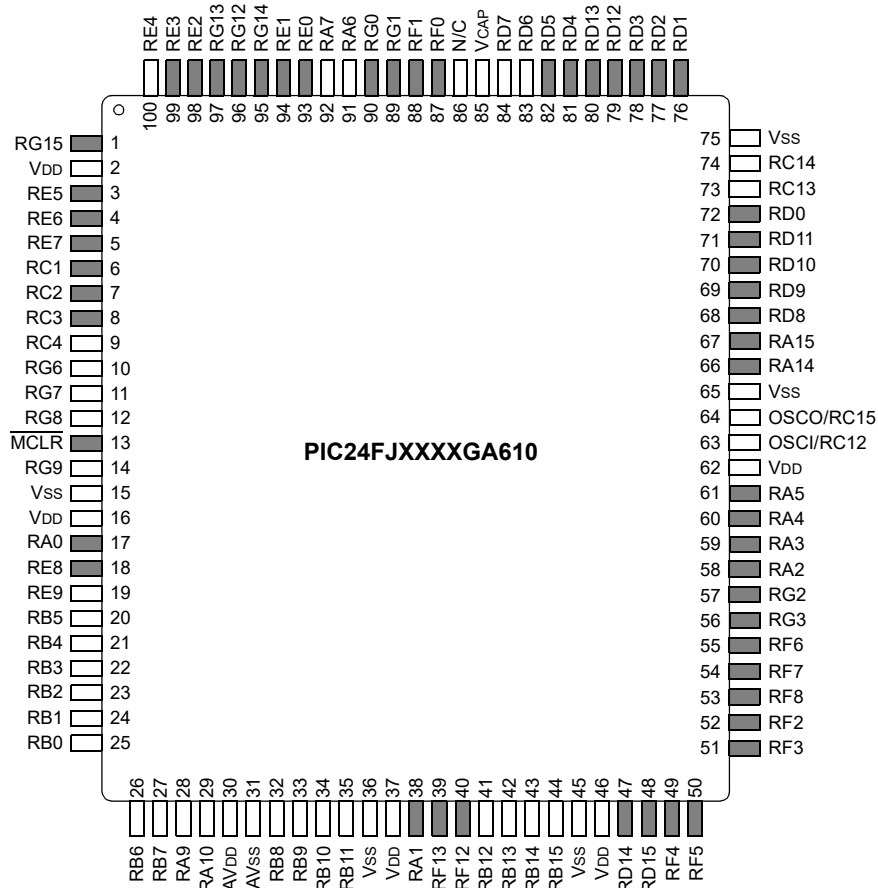 RE4 RE3 RE2 RG13 RG12 RG14 RE1 RE0 RA7 RA6 RG0 RG1 RF1 RF0 N/C VCAP RD7 RD6 RD5 RD4 RD13 RD12 RD3 RD2 RD1
100 99 98 97 96 95 94 93 92 91 90 89 88 87 86 85 84 83 82 81 80 79 78 77 76
RG15 1
VDD 2
RE5 3
RE6 4
RE7 5
RC1 6
RC2 7
RC3 8
RC4 9
RG6 10
RG7 11
RG8 12
MCLR 13
RG9 14
VSS 15
VDD 16
RA0 17
RE8 18
RE9 19
RB5 20
RB4 21
RB3 22
RB2 23
RB1 24
RB0 25
PIC24FJXXXXGA610
75 VSS
74 RC14
73 RC13
72 RD0
71 RD11
70 RD10
69 RD9
68 RD8
67 RA15
66 RA14
65 VSS
64 OSCO/RC15
63 OSCI/RC12
62 VDD
61 RA5
60 RA4
59 RA3
58 RA2
57 RG2
56 RG3
55 RF6
54 RF7
53 RF8
52 RF2
51 RF3
26 27 28 29 30 31 32 33 34 35 36 37 38 39 40 41 42 43 44 45 46 47 48 49 50
RB6 RB7 RA9 RA10 AVDD AVSS RB8 RB9 RB10 RB11 VSS VDD RA1 RF13 RF12 RB12 RB13 RB14 RB15 VSS VDD RD14 RD15 RF4 RF5